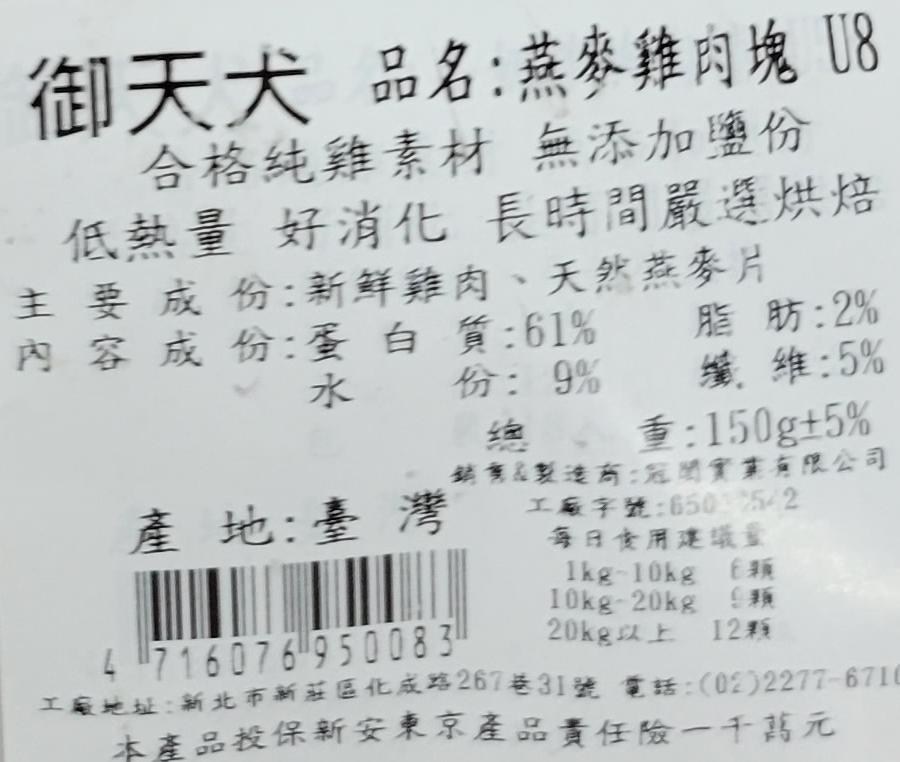 御天犬 品名:燕麥雞肉塊 U8
合格純雞素材 無添加鹽份
低熱量 好消化 長時間嚴選烘焙
主要成份:新鮮雞肉、天然燕麥片
內容成份:蛋白質:61% 脂肪:2%
水份: 9% 纖維:5%
總重:150g±5%
銷售&製造商:冠閣實業有限公司
產地:臺灣
工廠字號:650
每日食用建議量
1kg-10kg 6顆
10kg-20kg 9顆
20kg以上 12顆
4 716076 950083
工廠地址:新北市新莊區化成路267巷31號 電話:(02)2277-6710
本產品投保新安東京產品責任險一千萬元